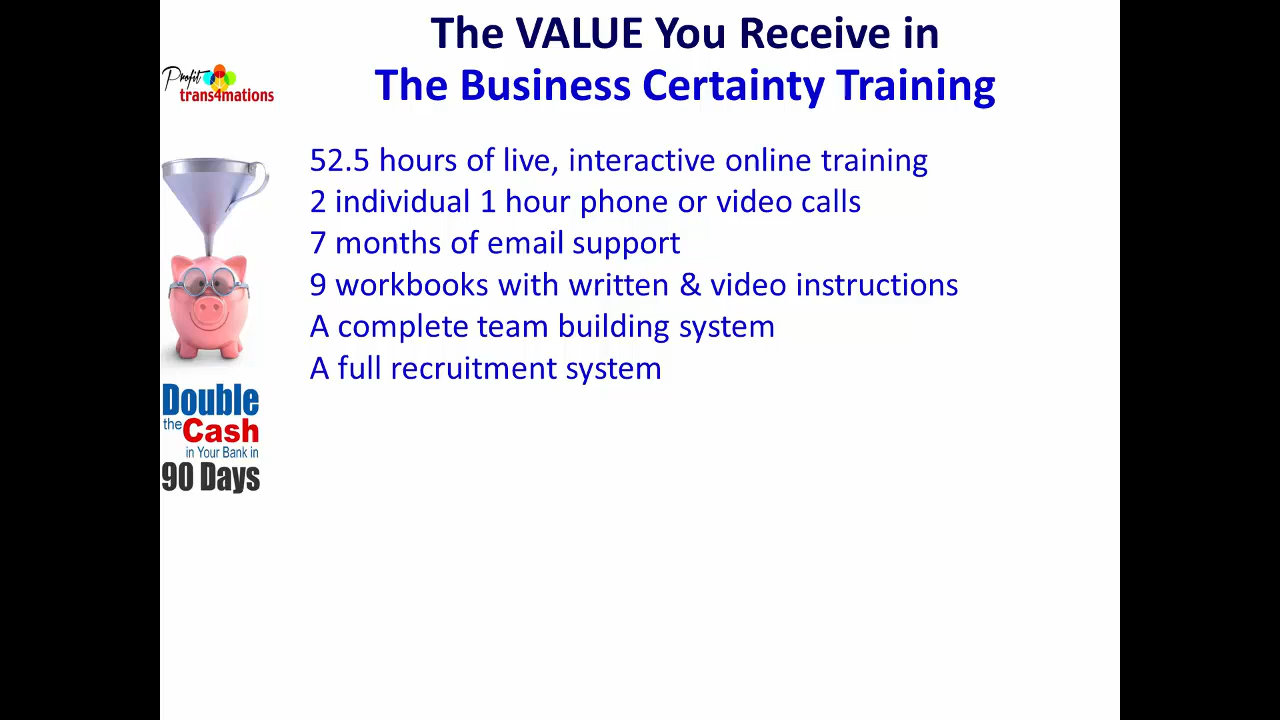 The VALUE You Receive in
The Business Certainty Training
Profit
trans4mations
52.5 hours of live, interactive online training
2 individual 1 hour phone or video calls
7 months of email support
9 workbooks with written & video instructions
A complete team building system
A full recruitment system
Double
the Cash
in Your Bank in
90 Days